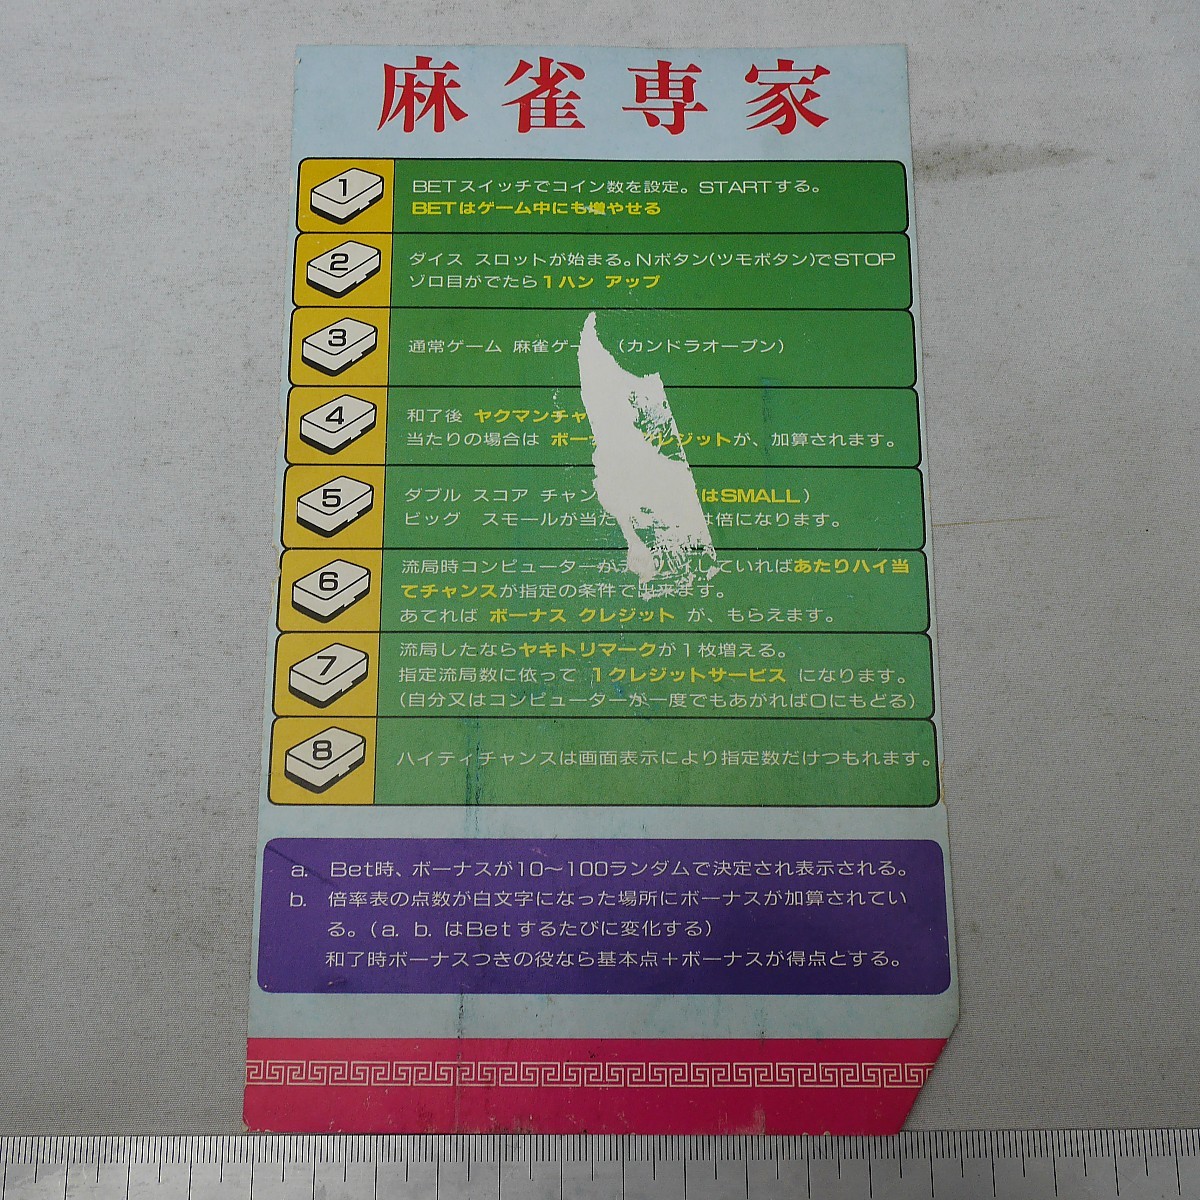 麻雀専家
1
BETスイッチでコイン数を設定。STARTする。
BETはゲーム中にも増やせる
2
ダイス スロットが始まる。Nボタン(ツモボタン)でSTOP
ゾロ目がでたら1ハン アップ
3
通常ゲーム 麻雀ゲー (カンドラオープン)
4
和了後 ヤクマンチャ
当たりの場合は ボー クレジットが、加算されます。
5
ダブル スコア チャン はSMALL)
ビッグ スモールが当た は倍になります。
6
流局時コンピューターが していればあたりハイ当
てチャンスが指定の条件で出来ます。
あてれば ボーナス クレジット が、もらえます。
7
流局したならヤキトリマークが1枚増える。
指定流局数に依って 1クレジットサービス になります。
(自分又はコンピューターが一度でもあがれば0にもどる)
8
ハイティチャンスは画面表示により指定数だけつもれます。
a. Bet時、ボーナスが10〜100ランダムで決定され表示される。
b. 倍率表の点数が白文字になった場所にボーナスが加算されてい
る。(a. b. はBetするたびに変化する)
和了時ボーナスつきの役なら基本点+ボーナスが得点とする。